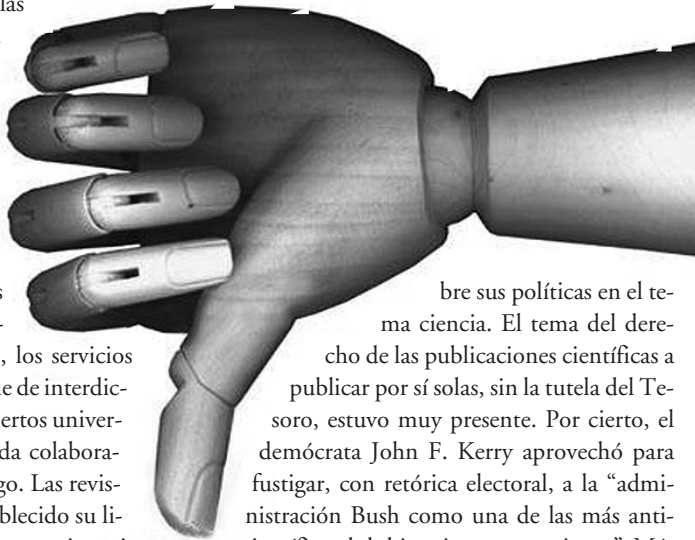 las
s
-
, los servicios
e de interdic-
ertos univer-
da colabora-
go. Las revis-
blecido su li-
bre sus políticas en el te-
ma ciencia. El tema del dere-
cho de las publicaciones científicas a
publicar por sí solas, sin la tutela del Te-
soro, estuvo muy presente. Por cierto, el
demócrata John F. Kerry aprovechó para
fustigar, con retórica electoral, a la “admi-
nistración Bush como una de las más anti-